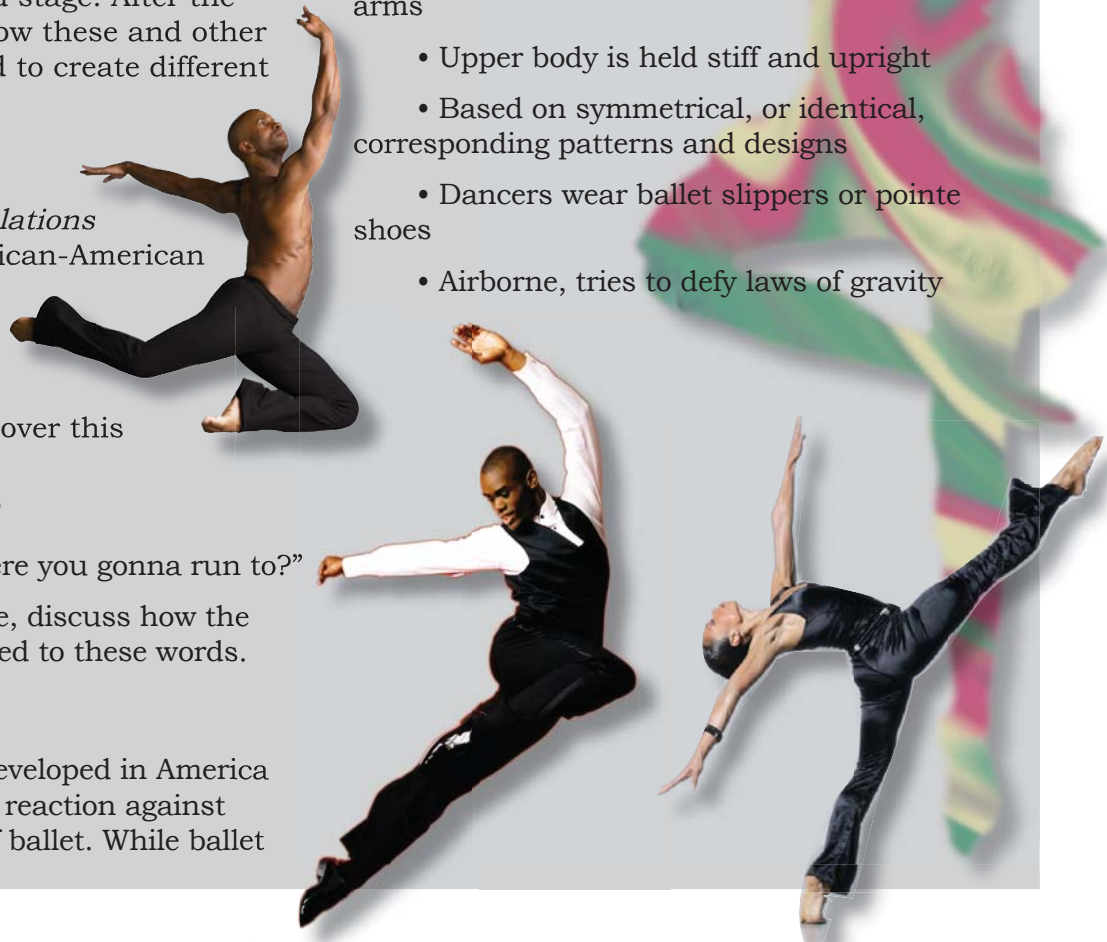 d stage. After the
ow these and other
d to create different
lations
ican-American
over this
ere you gonna run to?”
e, discuss how the
ed to these words.
eveloped in America
reaction against
f ballet. While ballet
arms
• Upper body is held stiff and upright
• Based on symmetrical, or identical,
corresponding patterns and designs
• Dancers wear ballet slippers or pointe
shoes
• Airborne, tries to defy laws of gravity